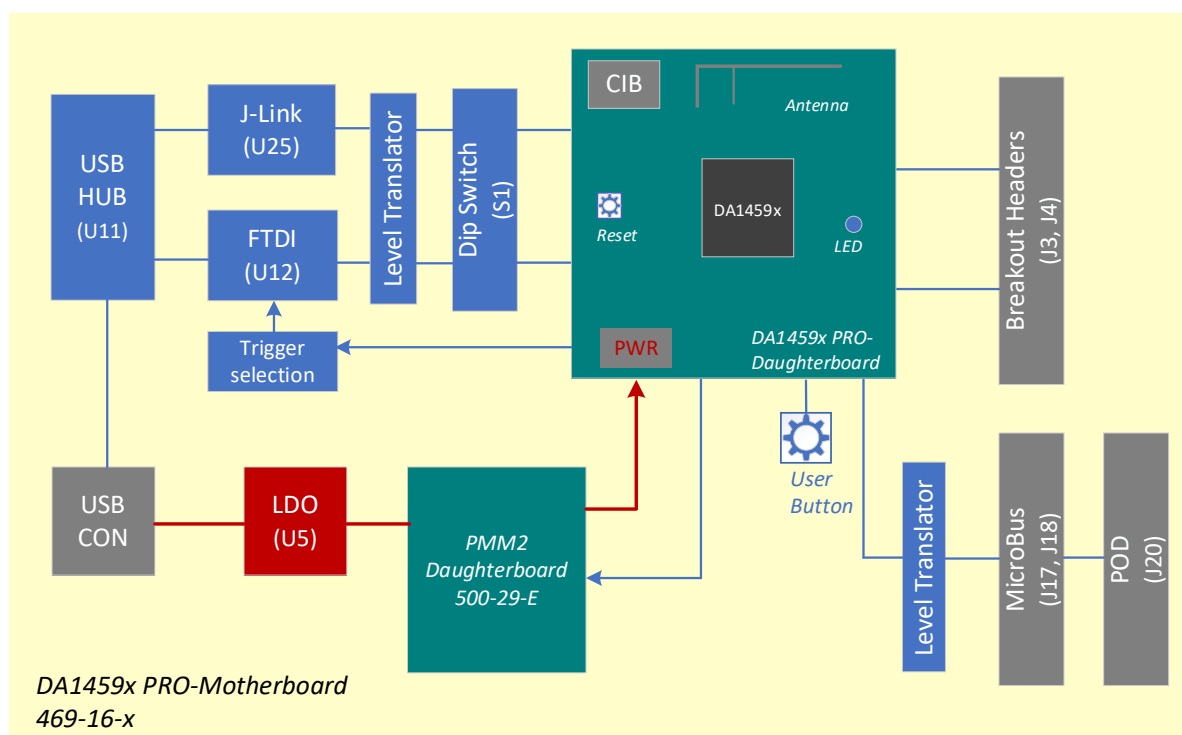 USB
HUB
(U11)
J-Link
(U25)
FTDI
(U12)
Trigger
selection
Level Translator
Dip Switch
(S1)
CIB
Antenna
DA1459x
Reset
LED
PWR
DA1459x PRO-
Daughterboard
Breakout Headers
(J3, J4)
USB
CON
LDO
(U5)
PMM2
Daughterboard
500-29-E
User
Button
Level Translator
MicroBus
(J17, J18)
POD
(J20)
DA1459x PRO-Motherboard
469-16-x